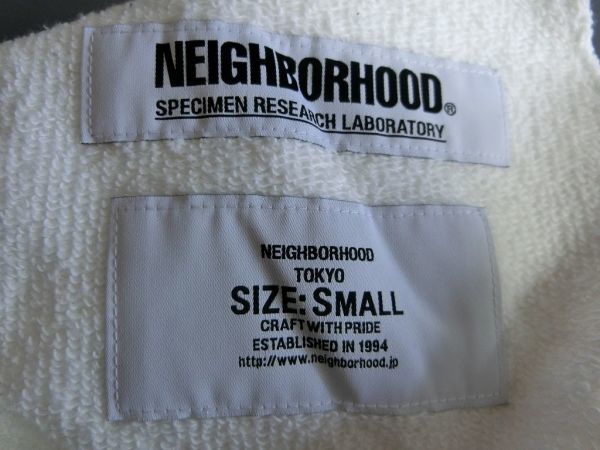 NEIGHBORHOOD®
SPECIMEN RESEARCH LABORATORY
NEIGHBORHOOD
TOKYO
SIZE: SMALL
CRAFT WITH PRIDE
ESTABLISHED IN 1994
http://www.neighborhood.jp